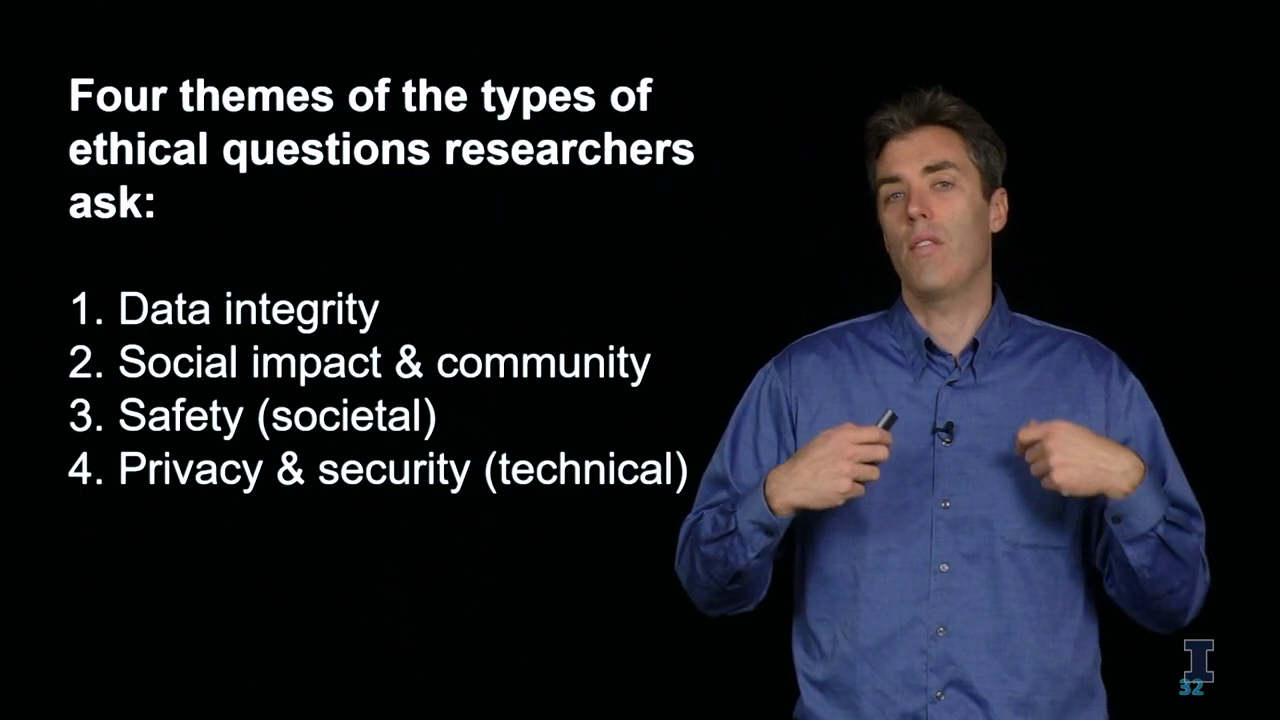 Four themes of the types of
ethical questions researchers
ask:
1. Data integrity
2. Social impact & community
3. Safety (societal)
4. Privacy & security (technical)
I
32